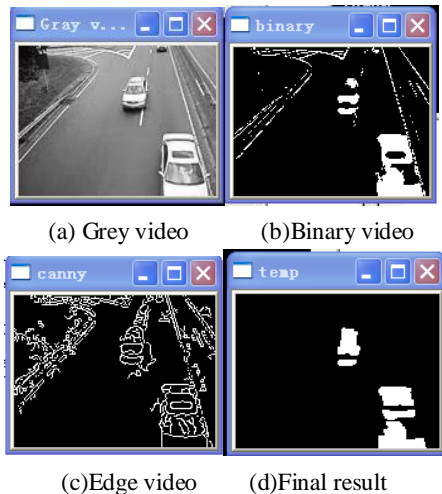 Gray v... binary
(a) Grey video (b)Binary video
canny temp
(c)Edge video (d)Final result